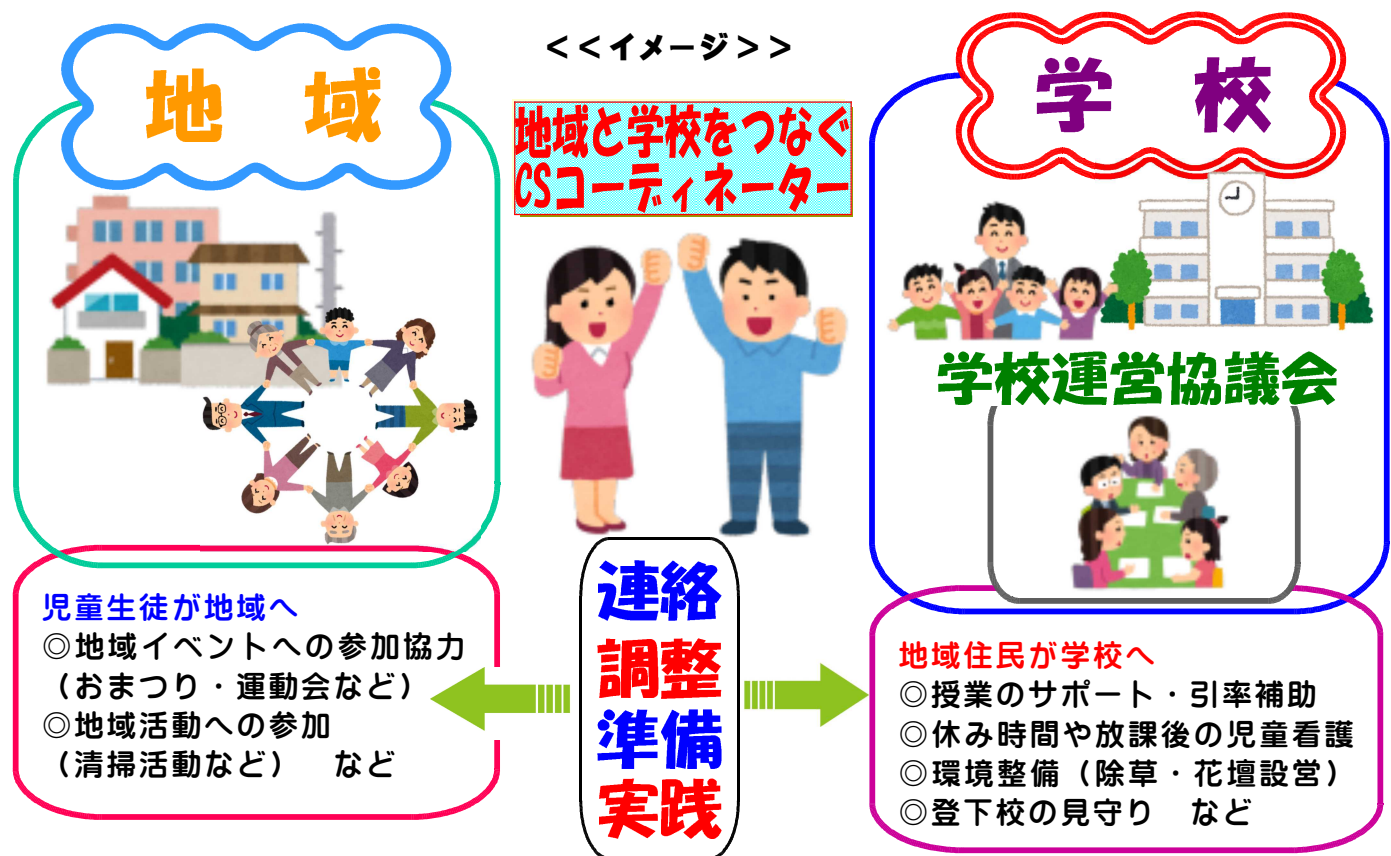 <<イメージ>>
地域
地域と学校をつなぐ
CSコーディネーター
学校
学校運営協議会
児童生徒が地域へ
◎地域イベントへの参加協力
（おまつり・運動会など）
◎地域活動への参加
（清掃活動など）　など
連絡
調整
準備
実践
地域住民が学校へ
◎授業のサポート・引率補助
◎休み時間や放課後の児童看護
◎環境整備（除草・花壇設営）
◎登下校の見守り　など